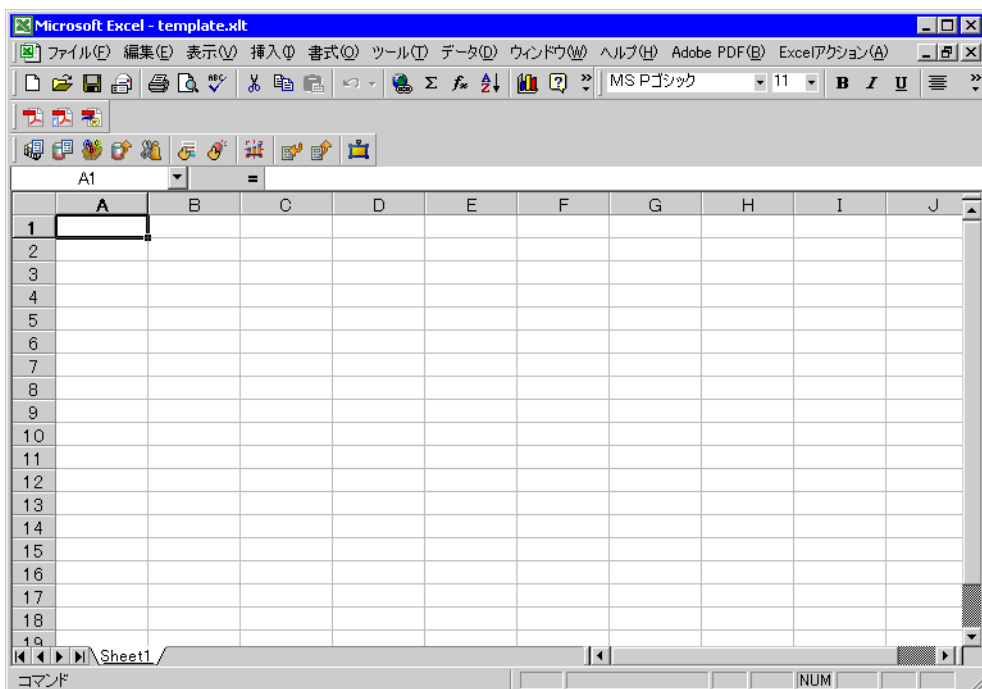 Microsoft Excel - template.xlt
ファイル(F) 編集(E) 表示(V) 挿入(I) 書式(O) ツール(T) データ(D) ウィンドウ(W) ヘルプ(H) Adobe PDF(B) Excelアクション(A)
ABC Σ fx A Z MS Pゴシック 11 B I U
A1 =
A B C D E F G H I J
1
2
3
4
5
6
7
8
9
10
11
12
13
14
15
16
17
18
19
Sheet1
コマンド NUM